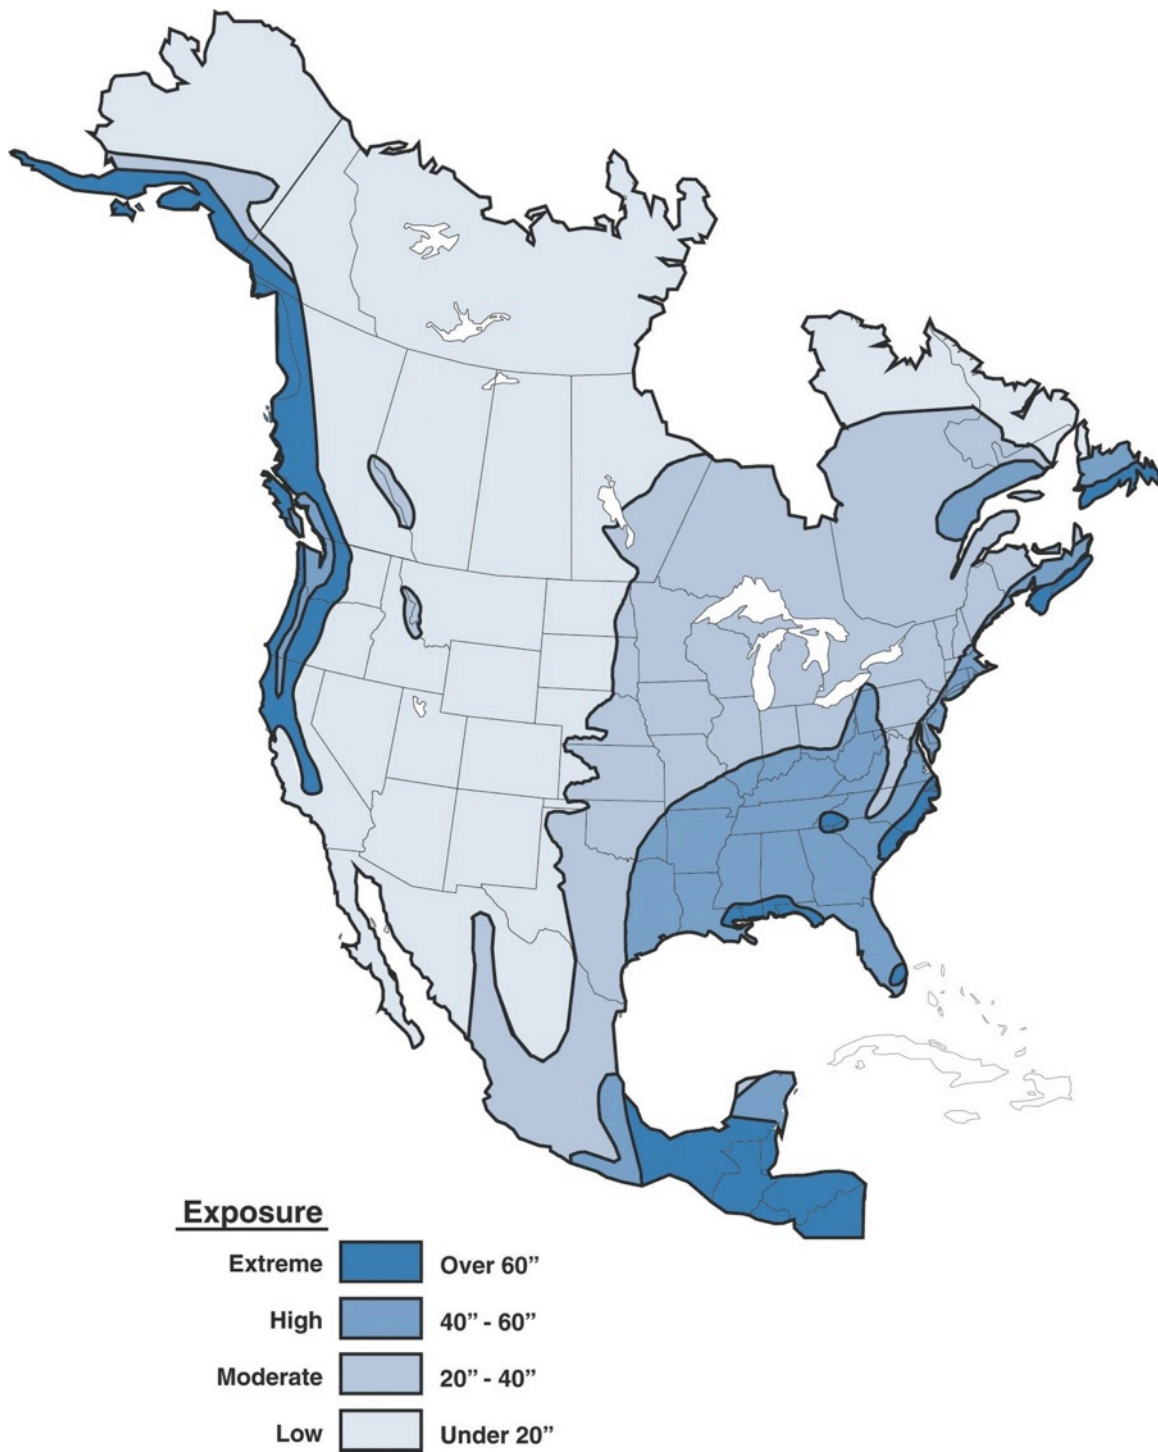 Exposure
Extreme Over 60”
High 40” - 60”
Moderate 20” - 40”
Low Under 20”